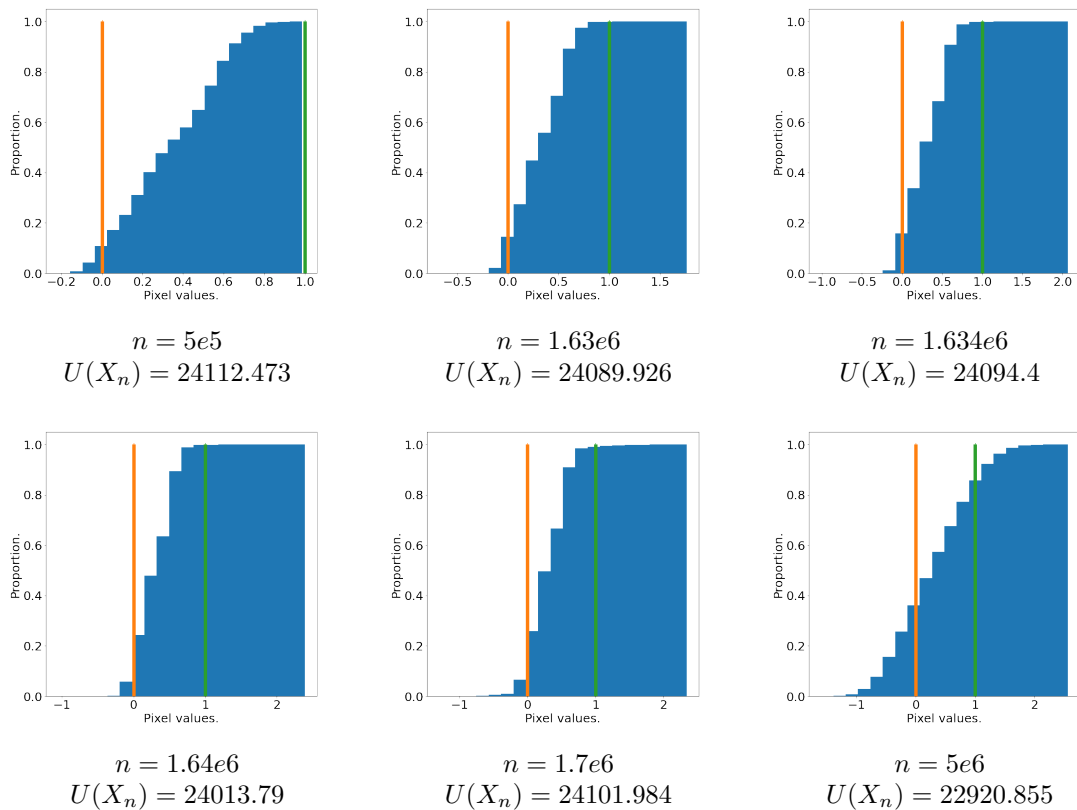 1.0
0.8
0.6
0.4
0.2
0.0
Proportion.
−0.2 0.0 0.2 0.4 0.6 0.8 1.0
Pixel values.
n = 5e5
U(X_n) = 24112.473
1.0
0.8
0.6
0.4
0.2
0.0
Proportion.
−0.5 0.0 0.5 1.0 1.5
Pixel values.
n = 1.63e6
U(X_n) = 24089.926
1.0
0.8
0.6
0.4
0.2
0.0
Proportion.
−1.0 −0.5 0.0 0.5 1.0 1.5 2.0
Pixel values.
n = 1.634e6
U(X_n) = 24094.4
1.0
0.8
0.6
0.4
0.2
0.0
Proportion.
−1 0 1 2
Pixel values.
n = 1.64e6
U(X_n) = 24013.79
1.0
0.8
0.6
0.4
0.2
0.0
Proportion.
−1 0 1 2
Pixel values.
n = 1.7e6
U(X_n) = 24101.984
1.0
0.8
0.6
0.4
0.2
0.0
Proportion.
−1 0 1 2
Pixel values.
n = 5e6
U(X_n) = 22920.855